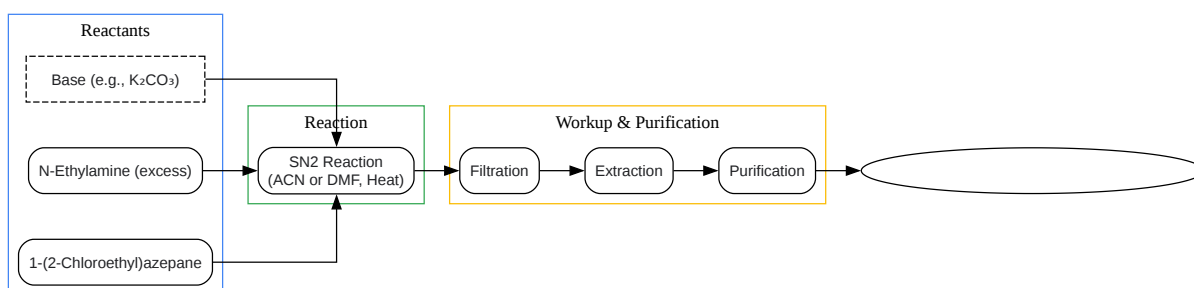 Reactants
Base (e.g., K₂CO₃)
N-Ethylamine (excess)
1-(2-Chloroethyl)azepane
Reaction
SN2 Reaction
(ACN or DMF, Heat)
Workup & Purification
Filtration
Extraction
Purification